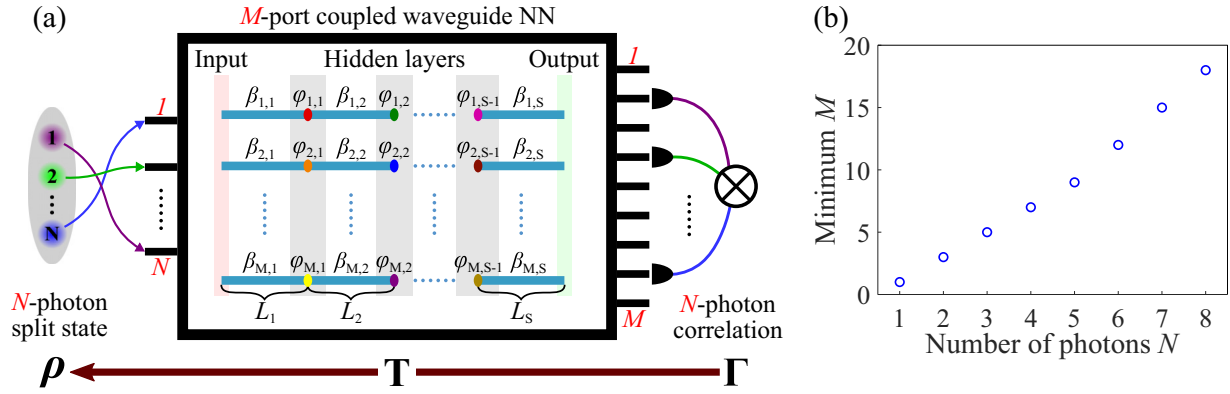 (a)
M-port coupled waveguide NN
Input Hidden layers Output
β1,1 φ1,1 β1,2 φ1,2 φ1,S-1 β1,S
β2,1 φ2,1 β2,2 φ2,2 φ2,S-1 β2,S
βM,1 φM,1 βM,2 φM,2 φM,S-1 βM,S
L1 L2 LS
1
2
N
1
N
1
M
N-photon
split state
N-photon
correlation
ρ T Γ
(b)
Minimum M
20
15
10
5
0
1 2 3 4 5 6 7 8
Number of photons N